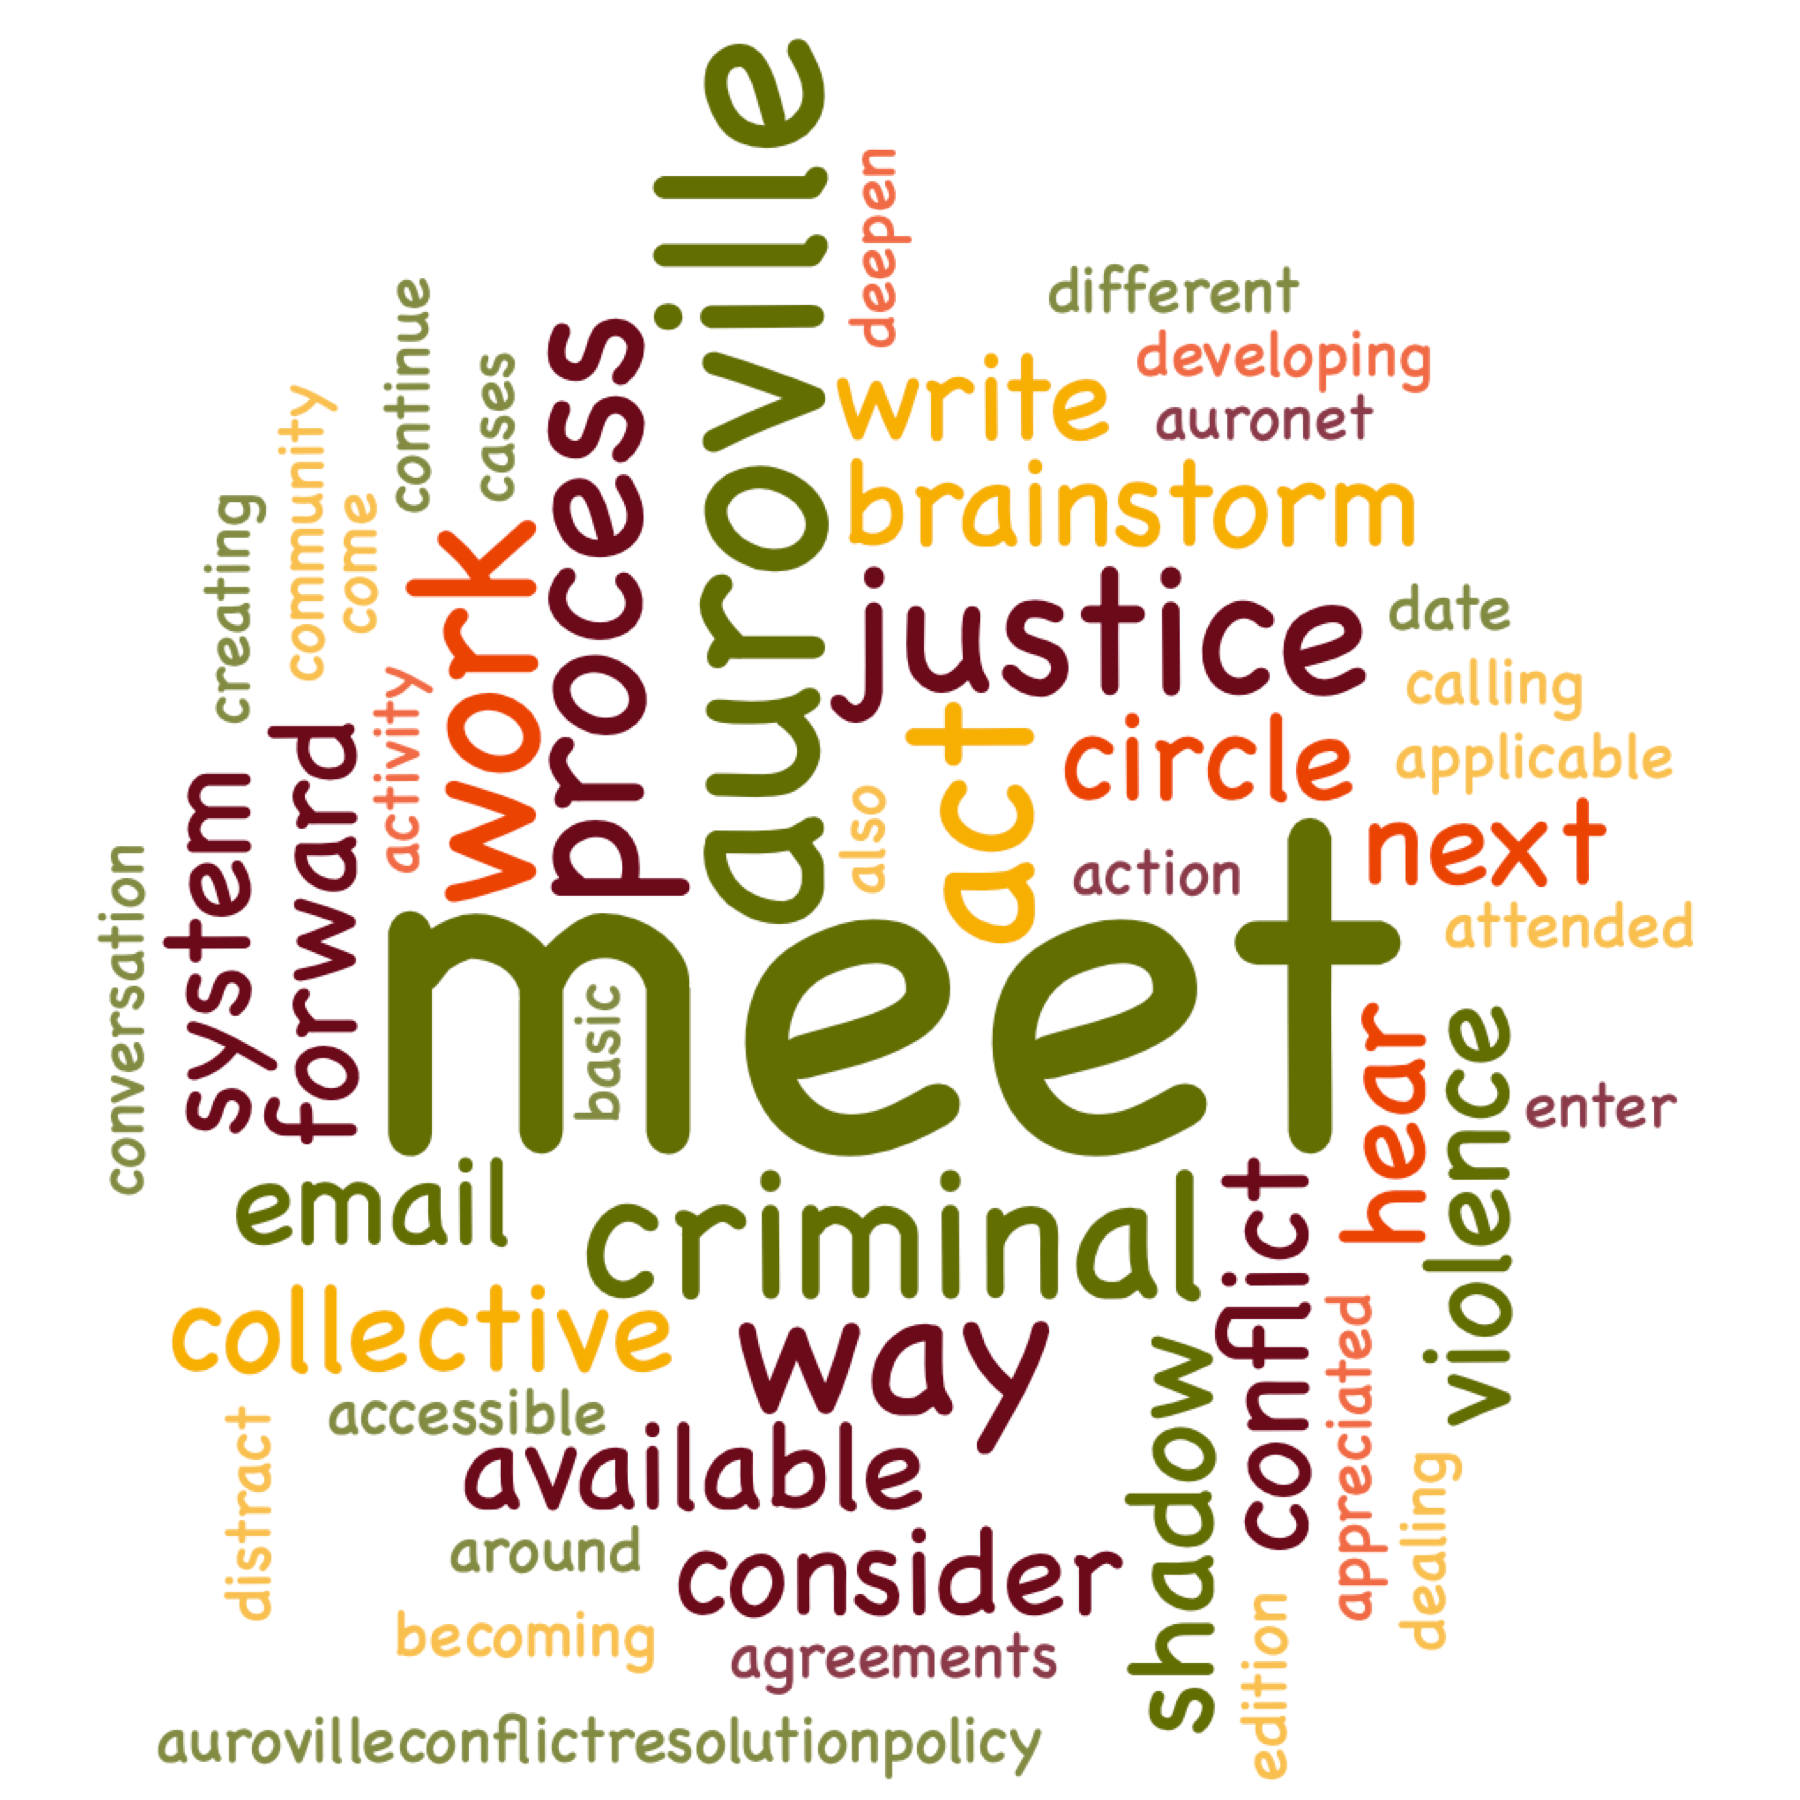 auroville
deepen
different
continue
process
developing
cases
write
auronet
community
brainstorm
creating
come
work
justice
date
calling
activity
act
circle
applicable
system
forward
also
next
action
attended
conversation
meet
basic
hear
violence
enter
email
criminal
conflict
collective
way
appreciated
accessible
shadow
distract
available
dealing
around
consider
becoming
agreements
edition
aurovilleconflictresolutionpolicy